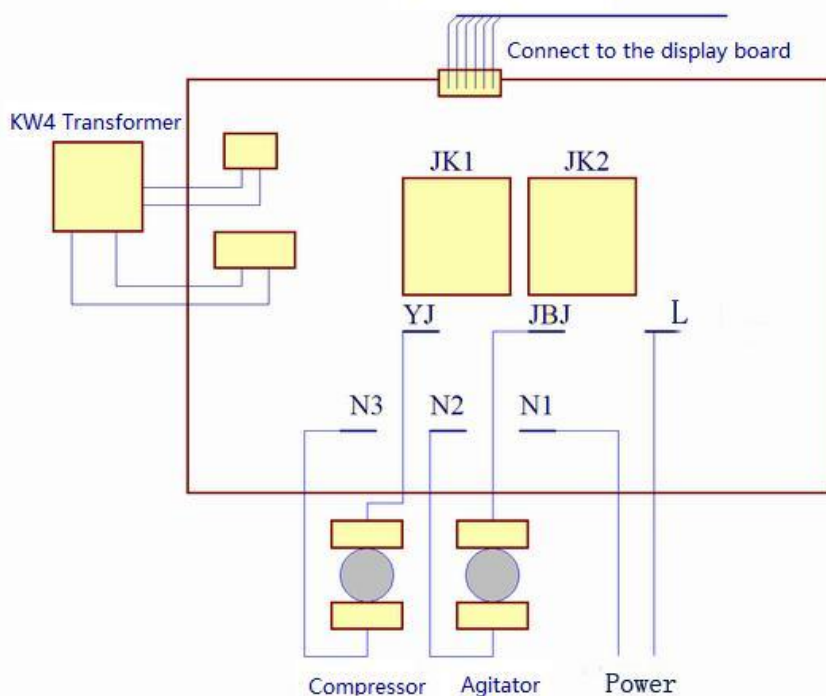 Connect to the display board
KW4 Transformer
JK1 JK2
YJ JBJ L
N3 N2 N1
Compressor Agitator Power